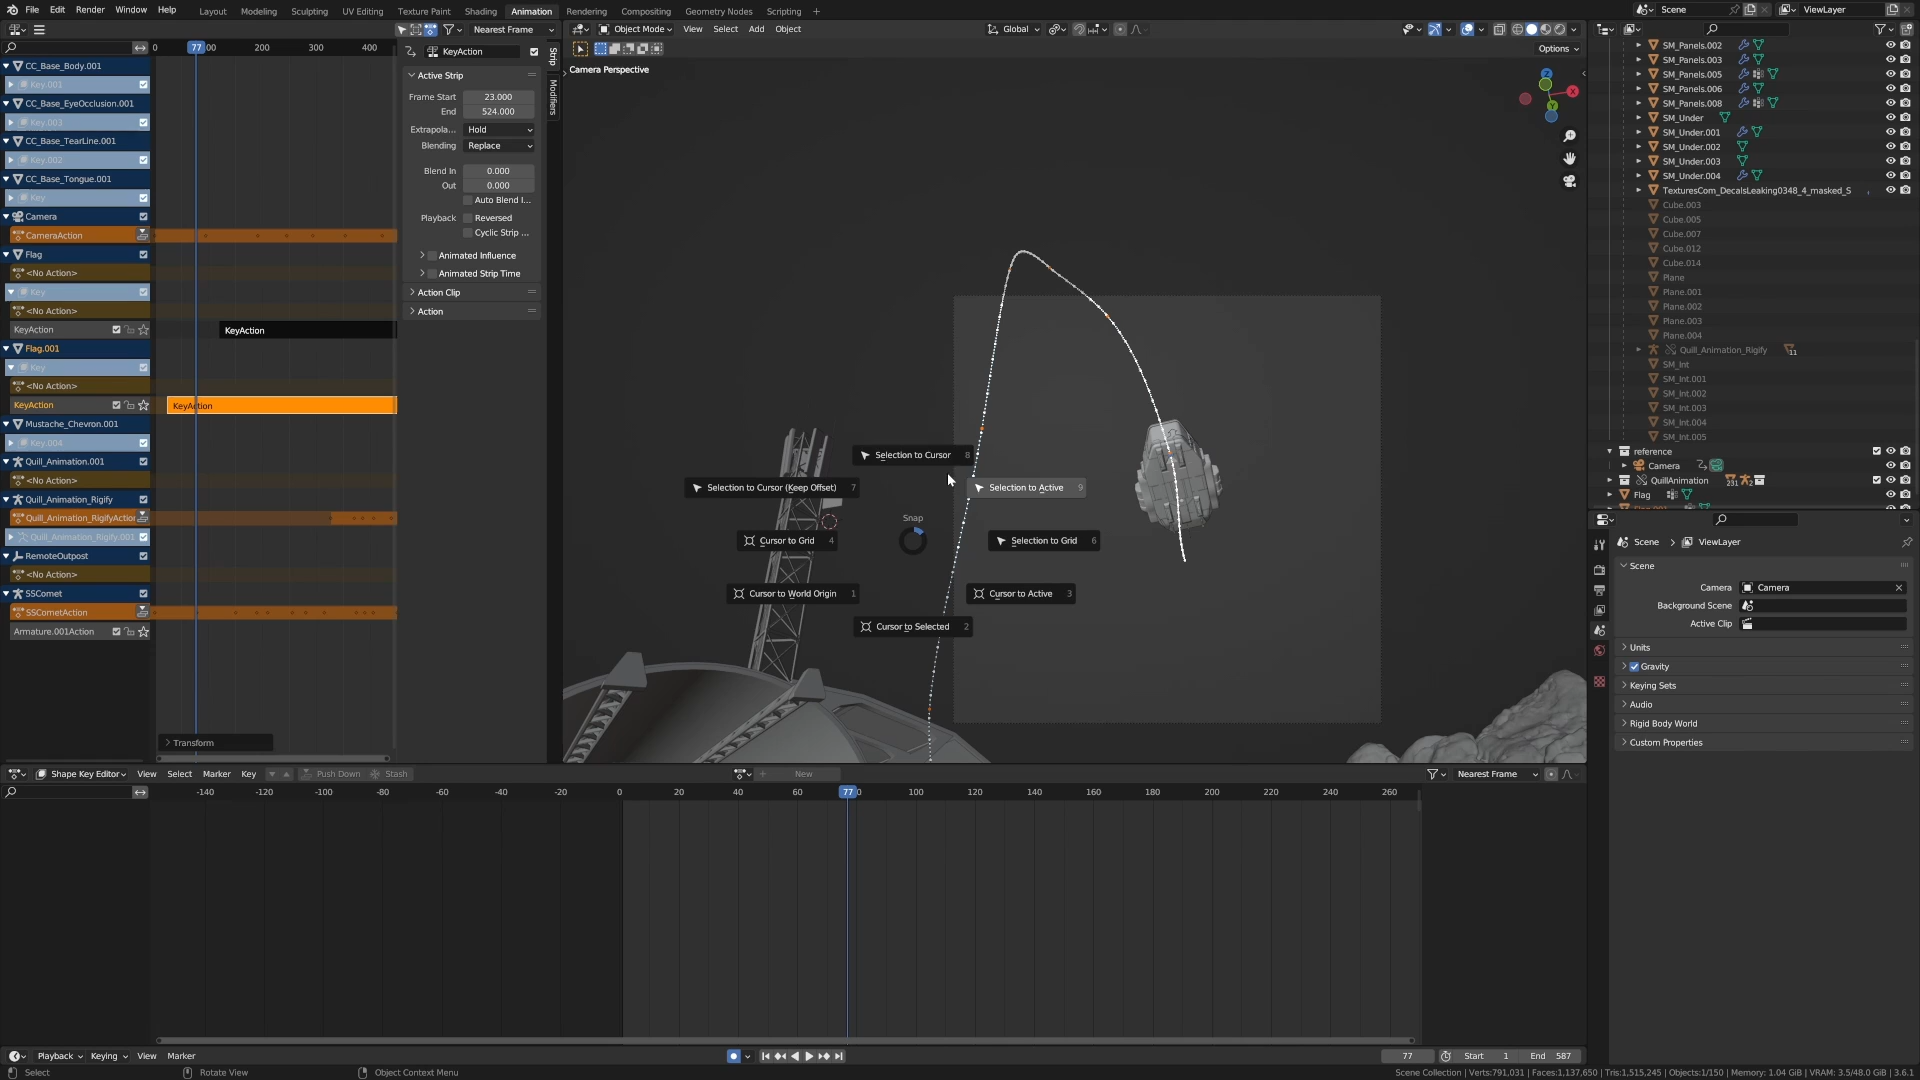 File Edit Render Window Help Layout Modeling Sculpting UV Editing Texture Paint Shading Animation Rendering Compositing Geometry Nodes Scripting + Scene ViewLayer
Nearest Frame
Object Mode View Select Add Object Global
Options
0 77 100 200 300 400
CC_Base_Body.001
Key.001
CC_Base_EyeOcclusion.001
Key.003
CC_Base_TearLine.001
Key.002
CC_Base_Tongue.001
Key
Camera
CameraAction
Flag
<No Action>
Key
<No Action>
KeyAction
KeyAction
Flag.001
Key
<No Action>
KeyAction
KeyAction
Mustache_Chevron.001
Key.004
Quill_Animation.001
<No Action>
Quill_Animation_Rigify
Quill_Animation_RigifyAction
Quill_Animation_Rigify.001
RemoteOutpost
<No Action>
SSComet
SSCometAction
Armature.001Action
Transform
KeyAction
Strip
Modifiers
Active Strip
Frame Start 23.000
End 524.000
Extrapola... Hold
Blending Replace
Blend In 0.000
Out 0.000
Auto Blend I...
Playback Reversed
Cyclic Strip ...
Animated Influence
Animated Strip Time
Action Clip
Action
Camera Perspective
Z
X
Y
Selection to Cursor 8
Selection to Cursor (Keep Offset) 7
Selection to Active 9
Snap
Cursor to Grid 4
Selection to Grid 6
Cursor to World Origin 1
Cursor to Active 3
Cursor to Selected 2
SM_Panels.002
SM_Panels.003
SM_Panels.005
SM_Panels.006
SM_Panels.008
SM_Under
SM_Under.001
SM_Under.002
SM_Under.003
SM_Under.004
TexturesCom_DecalsLeaking0348_4_masked_S
Cube.003
Cube.005
Cube.007
Cube.012
Cube.014
Plane
Plane.001
Plane.002
Plane.003
Plane.004
Quill_Animation_Rigify 11
SM_Int
SM_Int.001
SM_Int.002
SM_Int.003
SM_Int.004
SM_Int.005
reference
Camera
QuillAnimation 231 2
Flag
Scene > ViewLayer
Scene
Camera Camera
Background Scene
Active Clip
Units
Gravity
Keying Sets
Audio
Rigid Body World
Custom Properties
Shape Key Editor View Select Marker Key Push Down Stash + New Nearest Frame
-140 -120 -100 -80 -60 -40 -20 0 20 40 60 77 80 100 120 140 160 180 200 220 240 260
Playback Keying View Marker 77 Start 1 End 587
Select Rotate View Object Context Menu Scene Collection | Verts:791,031 | Faces:1,137,650 | Tris:1,515,245 | Objects:1/150 | Memory: 1.04 GiB | VRAM: 3.5/48.0 GiB | 3.6.1